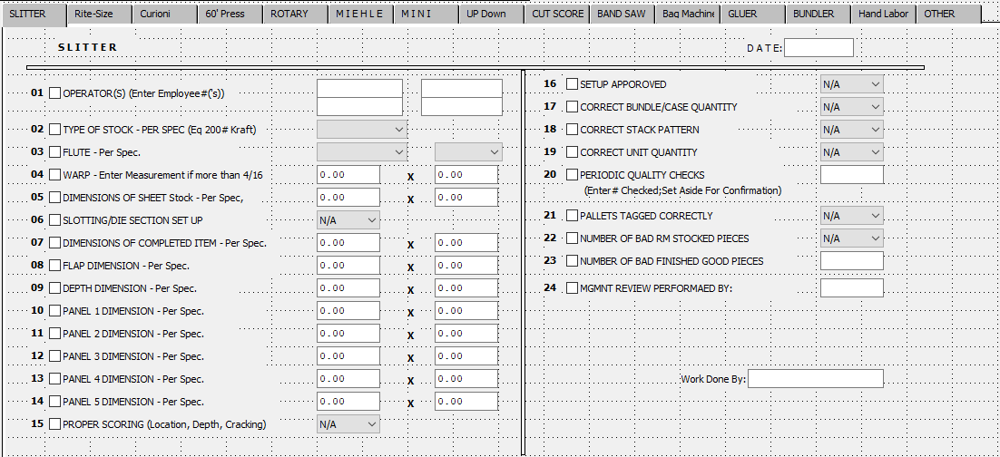 SLITTER Rite-Size Curioni 60' Press ROTARY M I E H L E M I N I UP Down CUT SCORE BAND SAW Bag Machine GLUER BUNDLER Hand Labor OTHER
S L I T T E R
D A T E:
01 OPERATOR(S) (Enter Employee#('s))
02 TYPE OF STOCK - PER SPEC (Eq 200# Kraft)
03 FLUTE - Per Spec.
04 WARP - Enter Measurement if more than 4/16 0.00 X 0.00
05 DIMENSIONS OF SHEET Stock - Per Spec, 0.00 X 0.00
06 SLOTTING/DIE SECTION SET UP N/A
07 DIMENSIONS OF COMPLETED ITEM - Per Spec. 0.00 X 0.00
08 FLAP DIMENSION - Per Spec. 0.00 X 0.00
09 DEPTH DIMENSION - Per Spec. 0.00 X 0.00
10 PANEL 1 DIMENSION - Per Spec. 0.00 X 0.00
11 PANEL 2 DIMENSION - Per Spec. 0.00 X 0.00
12 PANEL 3 DIMENSION - Per Spec. 0.00 X 0.00
13 PANEL 4 DIMENSION - Per Spec. 0.00 X 0.00
14 PANEL 5 DIMENSION - Per Spec. 0.00 X 0.00
15 PROPER SCORING (Location, Depth, Cracking) N/A
16 SETUP APPOROVED N/A
17 CORRECT BUNDLE/CASE QUANTITY N/A
18 CORRECT STACK PATTERN N/A
19 CORRECT UNIT QUANTITY N/A
20 PERIODIC QUALITY CHECKS
(Enter# Checked;Set Aside For Confirmation)
21 PALLETS TAGGED CORRECTLY N/A
22 NUMBER OF BAD RM STOCKED PIECES N/A
23 NUMBER OF BAD FINISHED GOOD PIECES
24 MGMNT REVIEW PERFORMAED BY:
Work Done By: